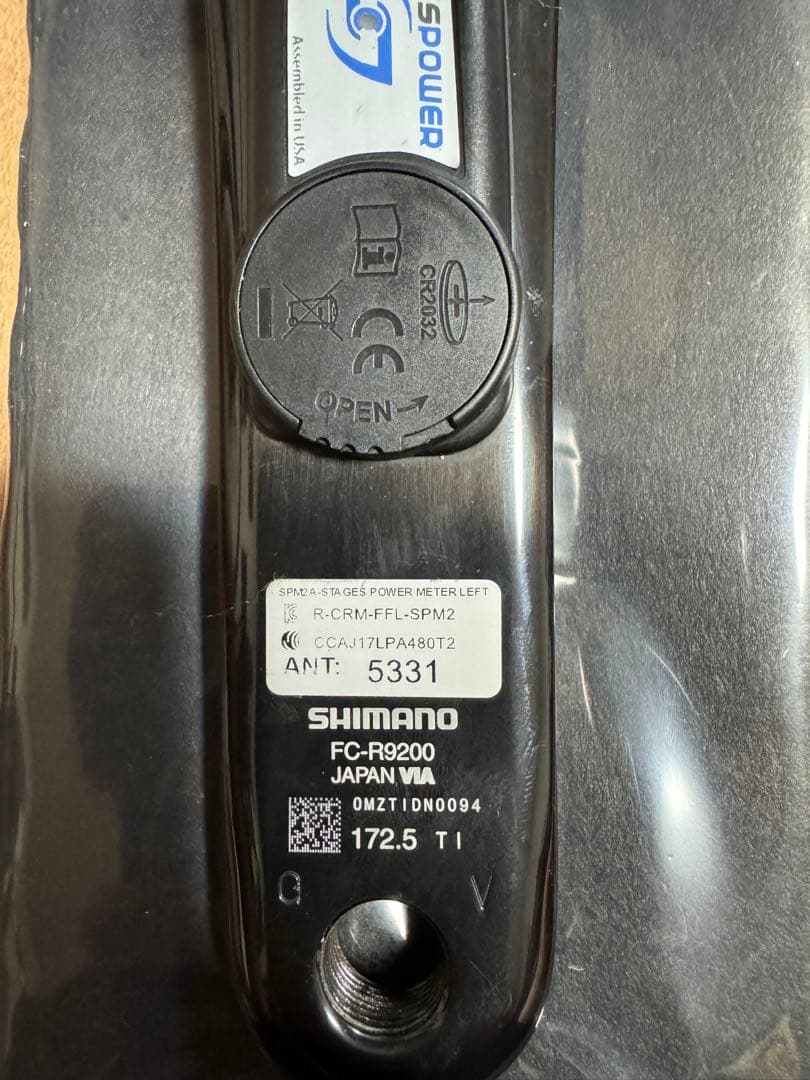 SPOWER
Assembled in USA
CR2032
CE
OPEN
SPM2A-STAGES POWER METER LEFT
R-CRM-FFL-SPM2
CCAJ17LPA480T2
ANT: 5331
SHIMANO
FC-R9200
JAPAN VIA
0MZTIDN0094
172.5 TI
G V